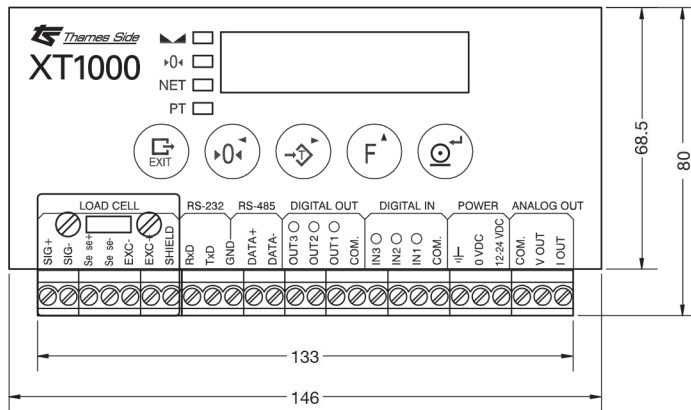 ts Thames Side
XT1000
▸0◂
NET
PT
EXIT
▸0◂
→T▸
F
LOAD CELL RS-232 RS-485 DIGITAL OUT DIGITAL IN POWER ANALOG OUT
SIG+
SIG-
Se se+
Se se-
EXC-
EXC+
SHIELD
RxD
TxD
GND
DATA+
DATA-
OUT3
OUT2
OUT1
COM.
IN3
IN2
IN1
COM.
0 VDC
12-24 VDC
COM.
V OUT
I OUT
68.5
80
133
146